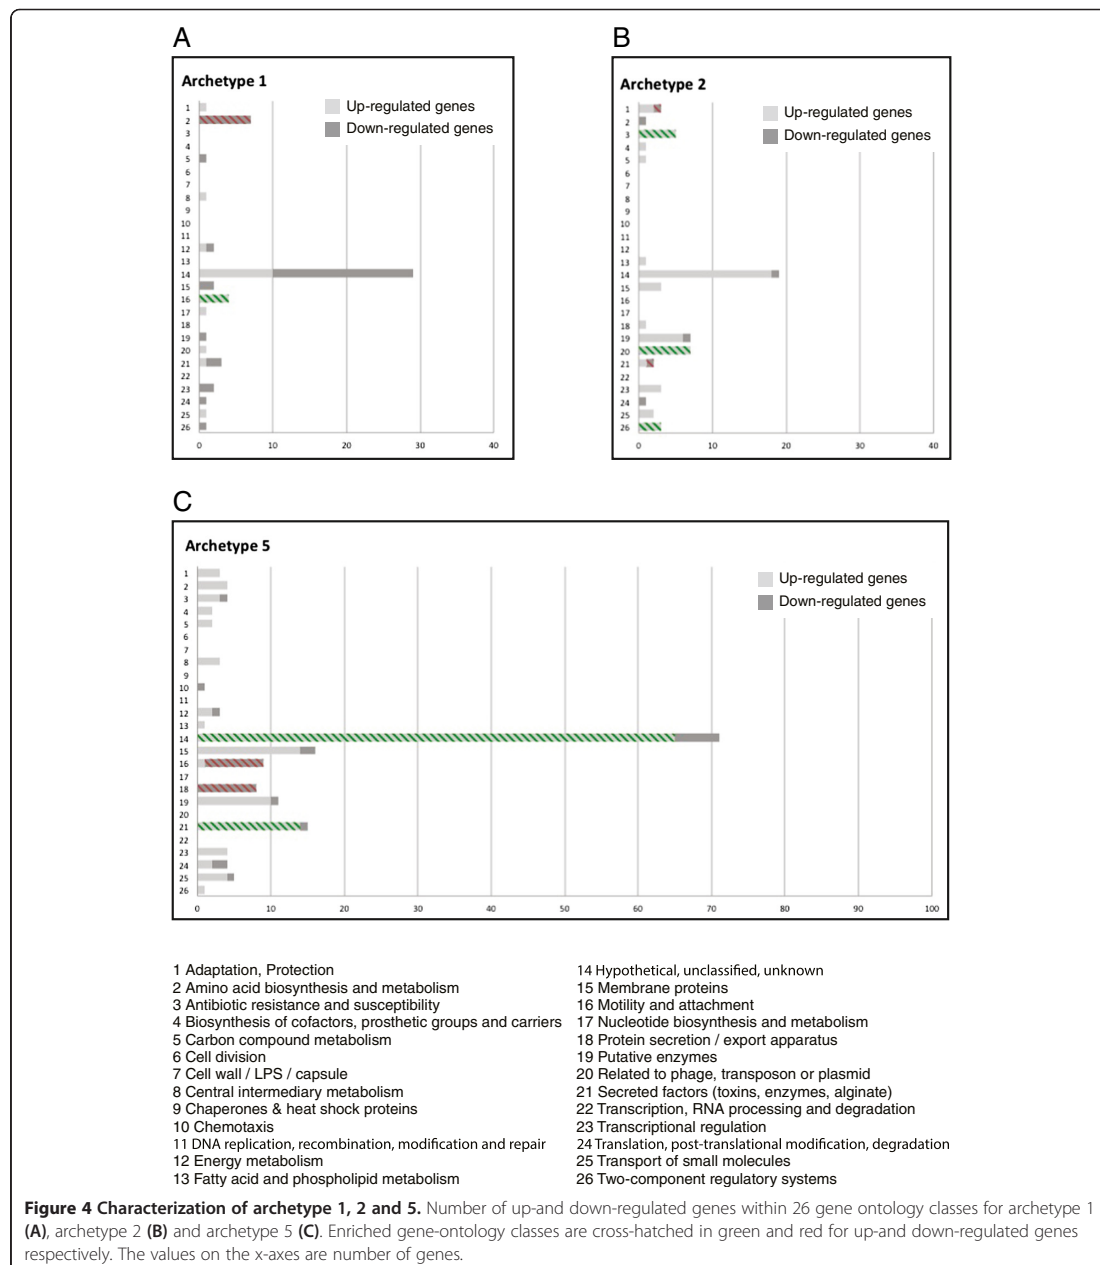 A
Archetype 1
Up-regulated genes
Down-regulated genes
1
2
3
4
5
6
7
8
9
10
11
12
13
14
15
16
17
18
19
20
21
22
23
24
25
26
0 10 20 30 40
B
Archetype 2
Up-regulated genes
Down-regulated genes
1
2
3
4
5
6
7
8
9
10
11
12
13
14
15
16
17
18
19
20
21
22
23
24
25
26
0 10 20 30 40
C
Archetype 5
Up-regulated genes
Down-regulated genes
1
2
3
4
5
6
7
8
9
10
11
12
13
14
15
16
17
18
19
20
21
22
23
24
25
26
0 10 20 30 40 50 60 70 80 90 100
1 Adaptation, Protection
2 Amino acid biosynthesis and metabolism
3 Antibiotic resistance and susceptibility
4 Biosynthesis of cofactors, prosthetic groups and carriers
5 Carbon compound metabolism
6 Cell division
7 Cell wall / LPS / capsule
8 Central intermediary metabolism
9 Chaperones & heat shock proteins
10 Chemotaxis
11 DNA replication, recombination, modification and repair
12 Energy metabolism
13 Fatty acid and phospholipid metabolism
14 Hypothetical, unclassified, unknown
15 Membrane proteins
16 Motility and attachment
17 Nucleotide biosynthesis and metabolism
18 Protein secretion / export apparatus
19 Putative enzymes
20 Related to phage, transposon or plasmid
21 Secreted factors (toxins, enzymes, alginate)
22 Transcription, RNA processing and degradation
23 Transcriptional regulation
24 Translation, post-translational modification, degradation
25 Transport of small molecules
26 Two-component regulatory systems
Figure 4 Characterization of archetype 1, 2 and 5. Number of up-and down-regulated genes within 26 gene ontology classes for archetype 1
(A), archetype 2 (B) and archetype 5 (C). Enriched gene-ontology classes are cross-hatched in green and red for up-and down-regulated genes
respectively. The values on the x-axes are number of genes.